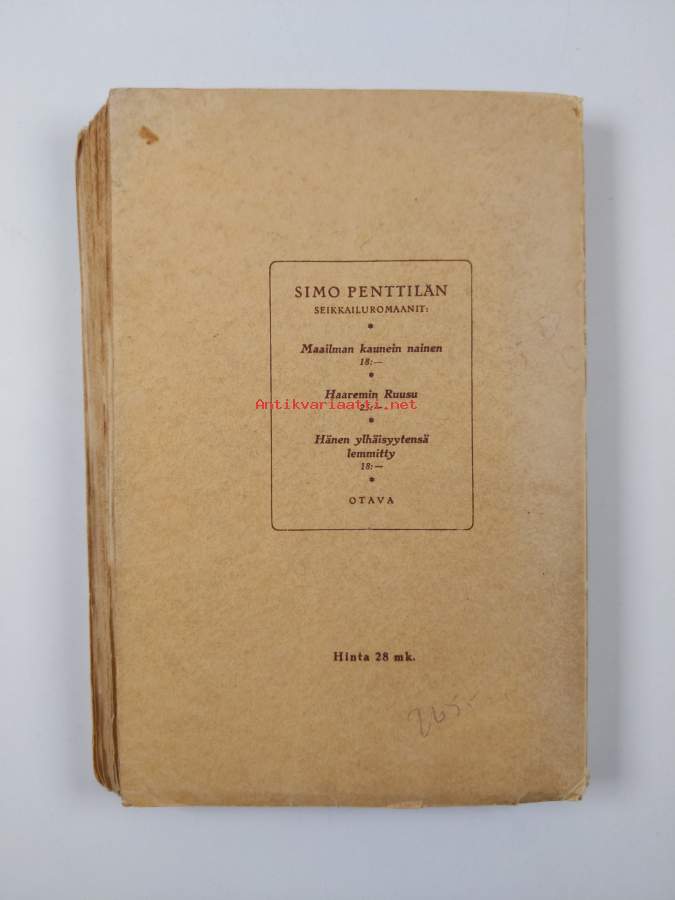 SIMO PENTTILÄN
SEIKKAILUROMAANIT:
*
Maailman kaunein nainen
18:—
*
Haaremin Ruusu
Antikvariaatti.net
*
Hänen ylhäisyytensä
lemmitty
18:—
*
OTAVA
Hinta 28 mk.